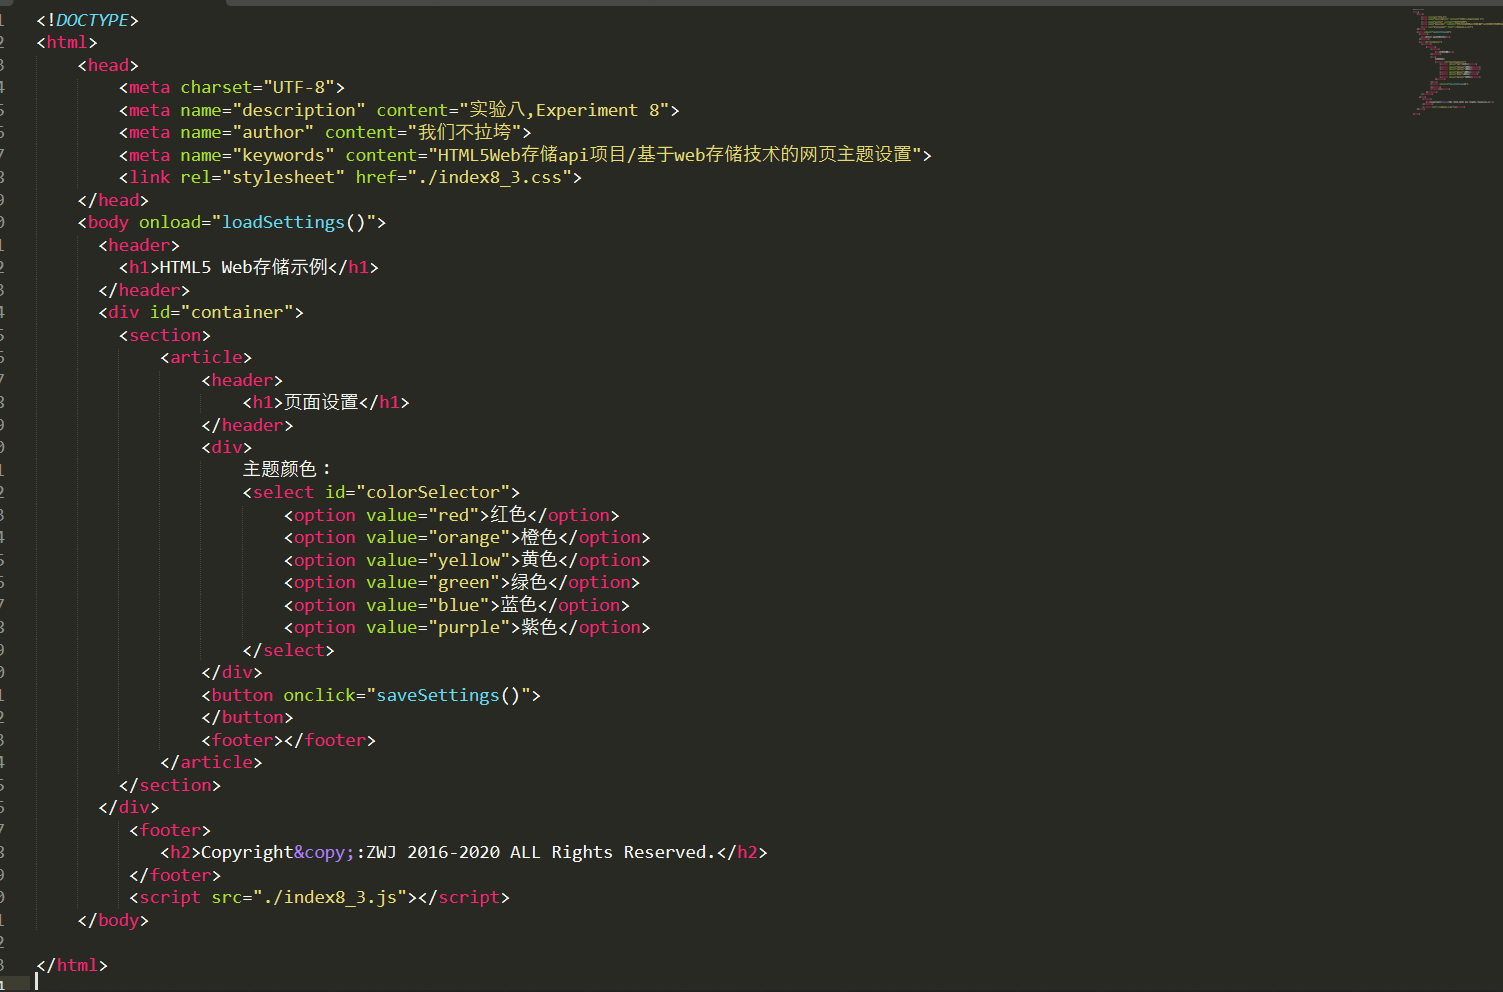 <!DOCTYPE>
<html>
<head>
<meta charset="UTF-8">
<meta name="description" content="实验八,Experiment 8">
<meta name="author" content="我们不拉垮">
<meta name="keywords" content="HTML5Web存储api项目/基于web存储技术的网页主题设置">
<link rel="stylesheet" href="./index8_3.css">
</head>
<body onload="loadSettings()">
<header>
<h1>HTML5 Web存储示例</h1>
</header>
<div id="container">
<section>
<article>
<header>
<h1>页面设置</h1>
</header>
<div>
主题颜色：
<select id="colorSelector">
<option value="red">红色</option>
<option value="orange">橙色</option>
<option value="yellow">黄色</option>
<option value="green">绿色</option>
<option value="blue">蓝色</option>
<option value="purple">紫色</option>
</select>
</div>
<button onclick="saveSettings()">
</button>
<footer></footer>
</article>
</section>
</div>
<footer>
<h2>Copyright&copy;:ZWJ 2016-2020 ALL Rights Reserved.</h2>
</footer>
<script src="./index8_3.js"></script>
</body>
</html>